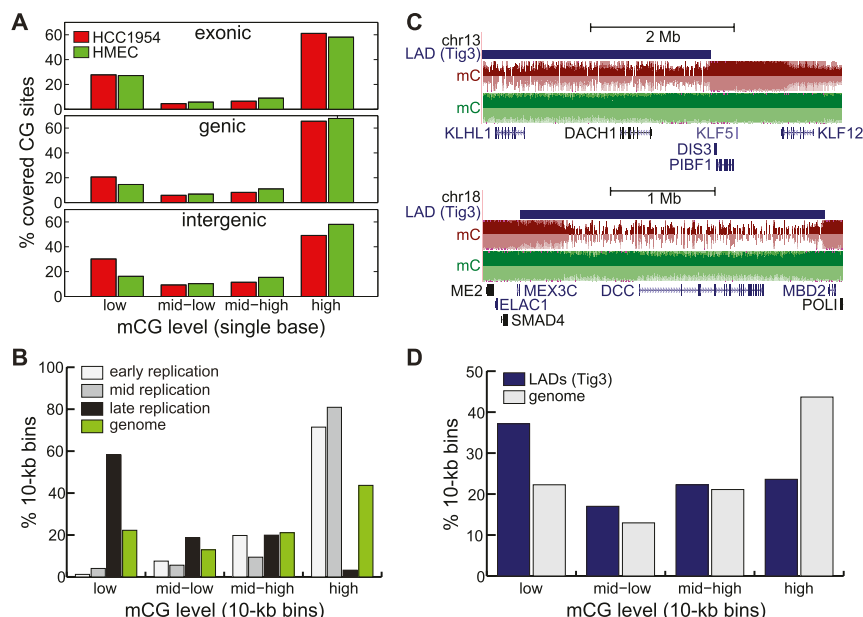 A
HCC1954
HMEC
exonic
60
40
20
0
genic
60
40
20
0
intergenic
60
40
20
0
% covered CG sites
low mid-low mid-high high
mCG level (single base)
B
early replication
mid replication
late replication
genome
100
80
60
40
20
0
% 10-kb bins
low mid-low mid-high high
mCG level (10-kb bins)
C
2 Mb
chr13
LAD (Tig3)
mC
mC
KLHL1 DACH1 KLF5 KLF12
DIS3
PIBF1
1 Mb
chr18
LAD (Tig3)
mC
mC
ME2 MEX3C DCC MBD2
ELAC1 POLI
SMAD4
D
LADs (Tig3)
genome
50
40
30
20
10
0
% 10-kb bins
low mid-low mid-high high
mCG level (10-kb bins)